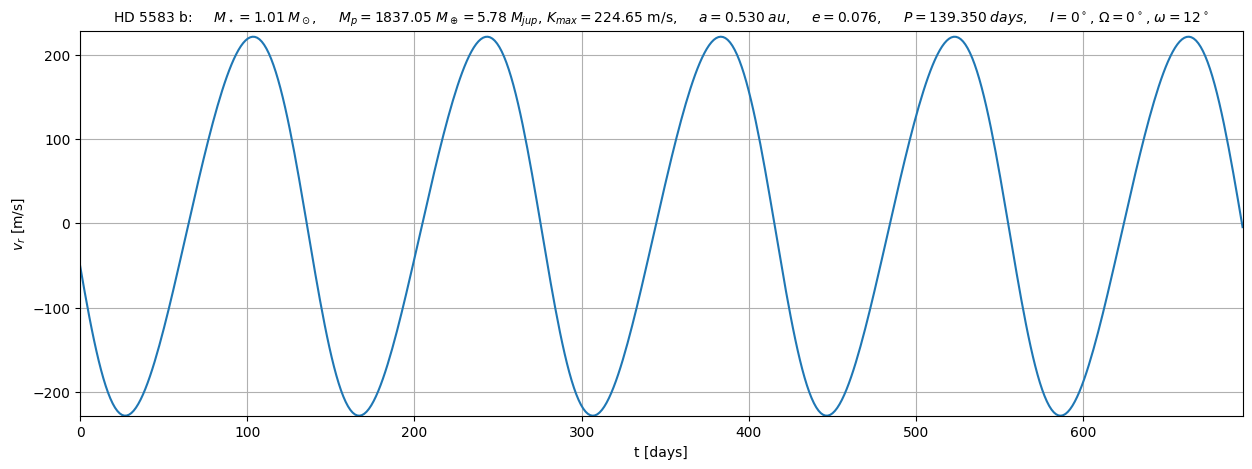 HD 5583 b: M⋆ = 1.01 M⊙, Mp = 1837.05 M⊕ = 5.78 Mjup, Kmax = 224.65 m/s, a = 0.530 au, e = 0.076, P = 139.350 days, I = 0°, Ω = 0°, ω = 12°
200
100
0
−100
−200
vr [m/s]
0 100 200 300 400 500 600
t [days]